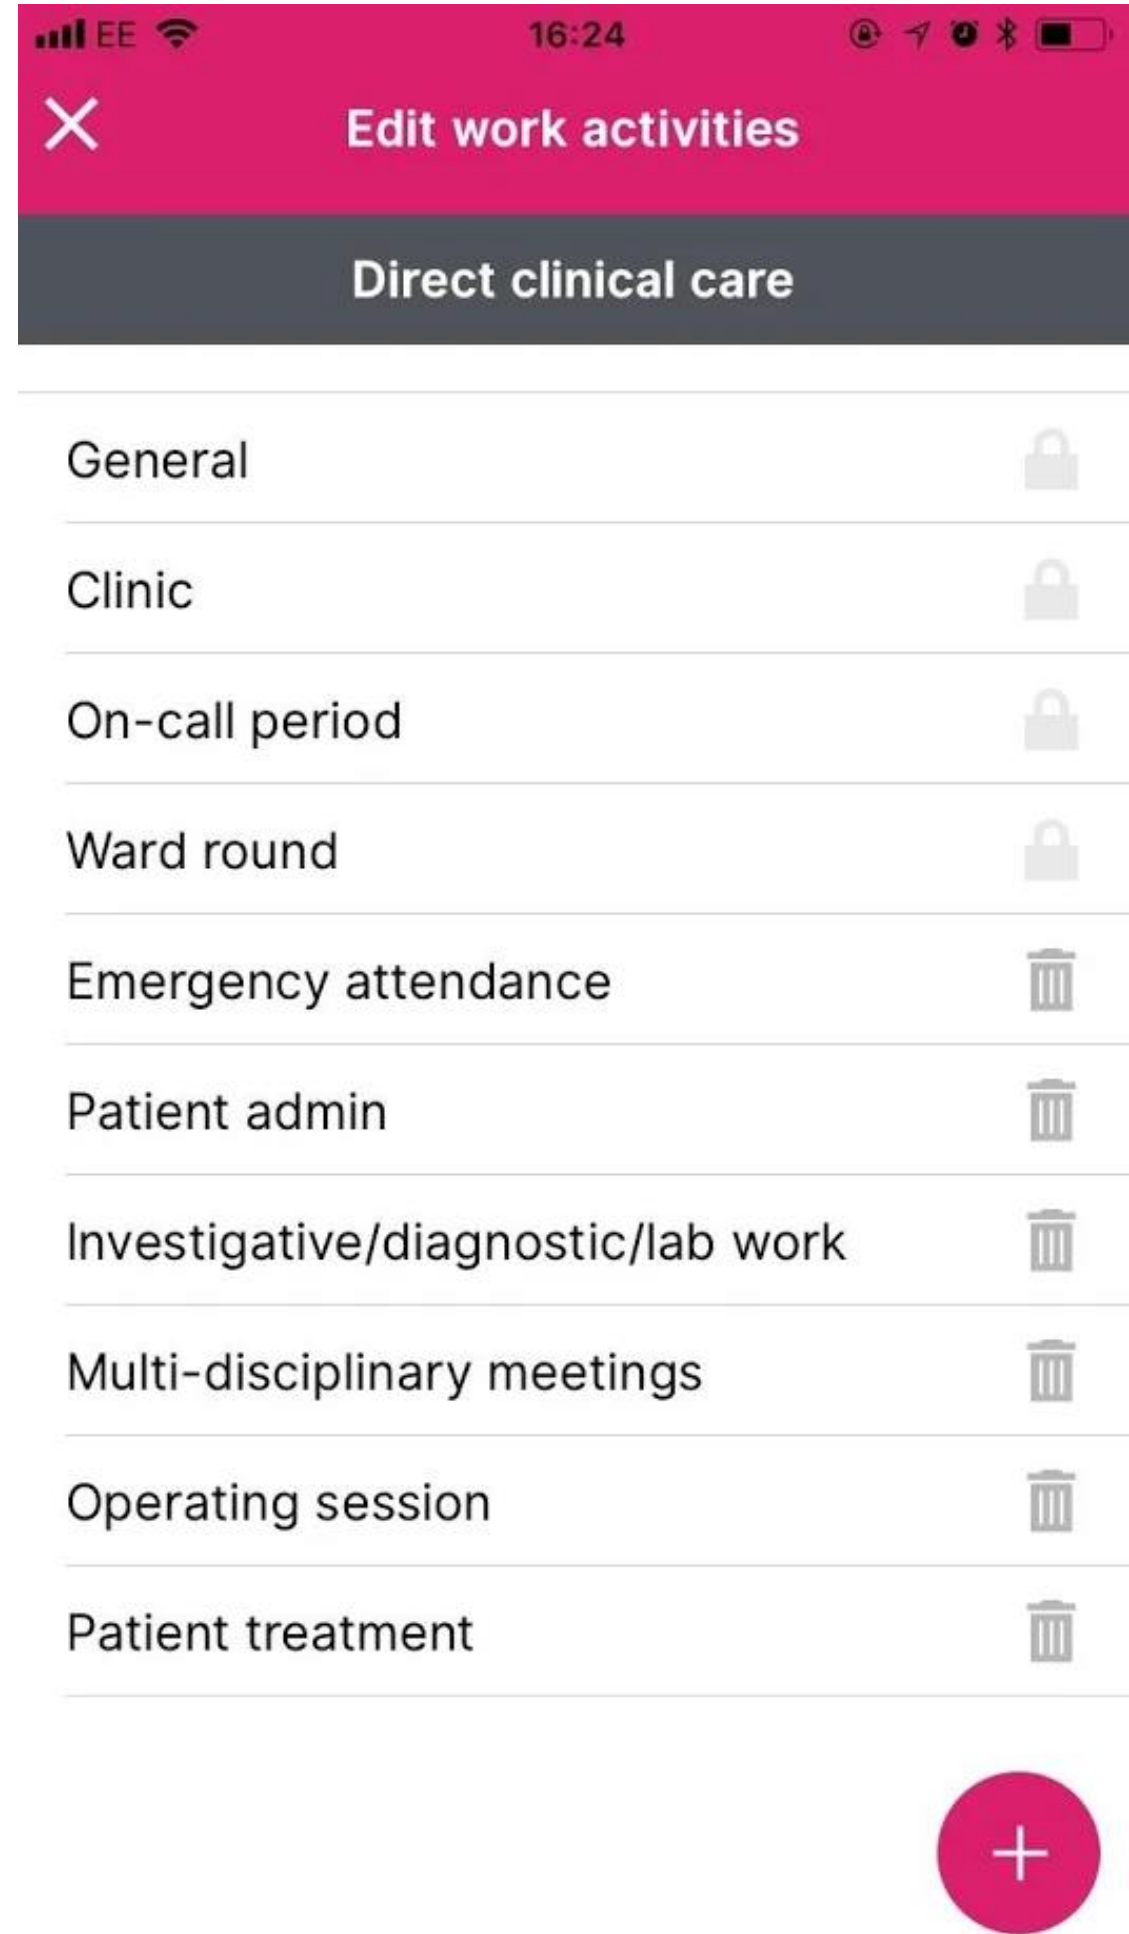 EE 16:24
Edit work activities
Direct clinical care
General
Clinic
On-call period
Ward round
Emergency attendance
Patient admin
Investigative/diagnostic/lab work
Multi-disciplinary meetings
Operating session
Patient treatment